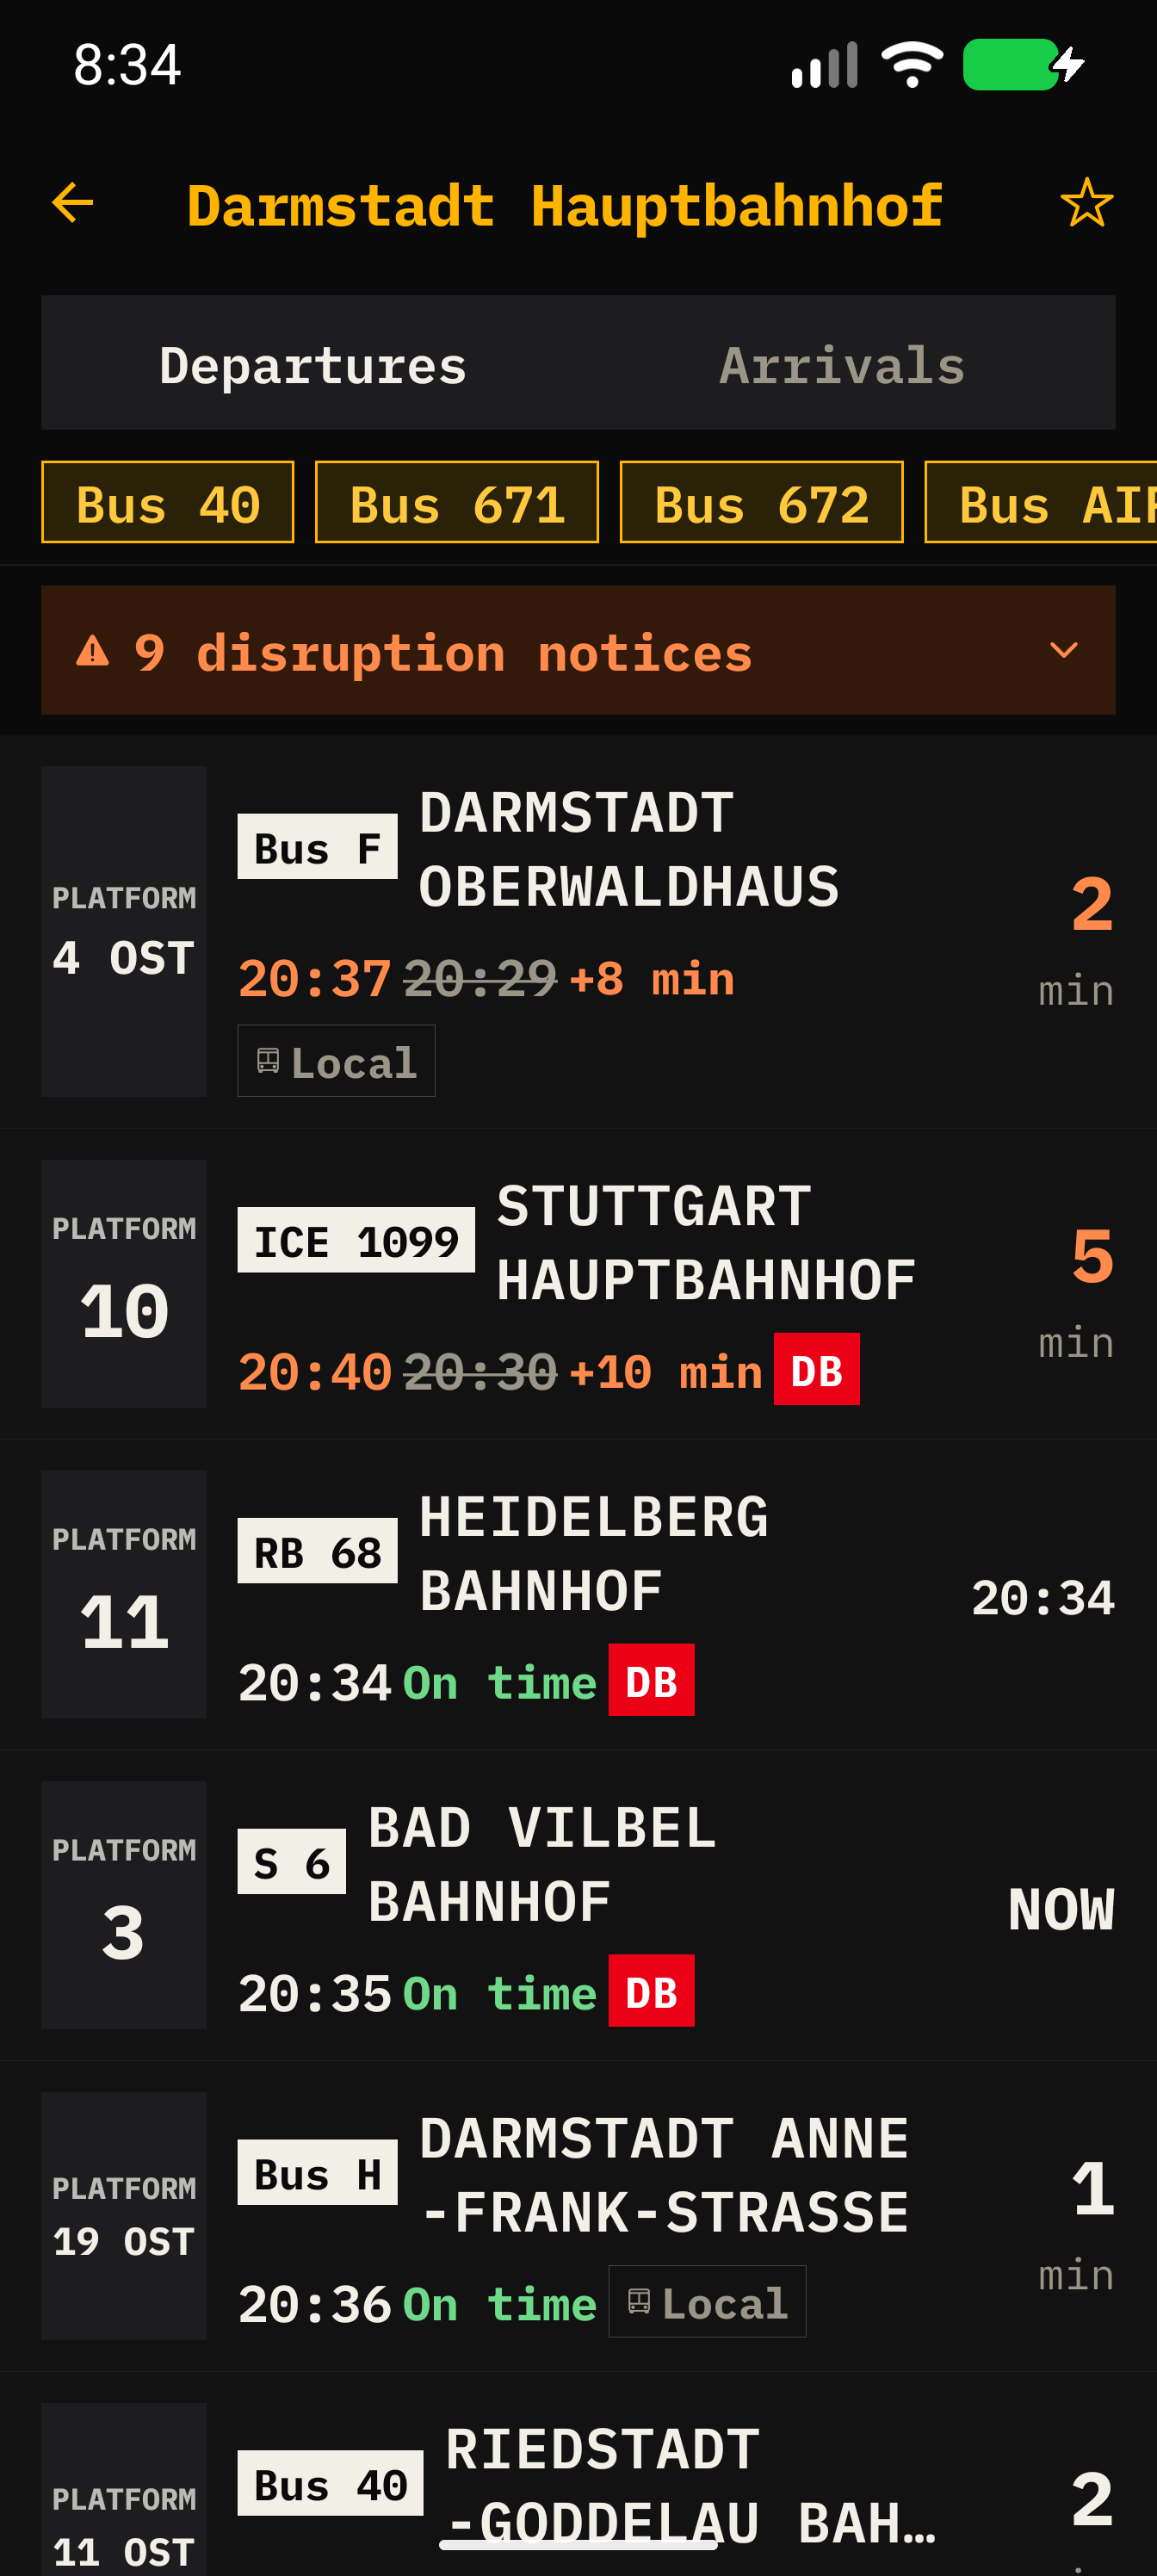 8:34
Darmstadt Hauptbahnhof
Departures Arrivals
Bus 40 Bus 671 Bus 672 Bus AI
9 disruption notices
PLATFORM
4 OST
Bus F
DARMSTADT
OBERWALDHAUS
20:37 20:29 +8 min
Local
2
min
PLATFORM
10
ICE 1099
STUTTGART
HAUPTBAHNHOF
20:40 20:30 +10 min DB
5
min
PLATFORM
11
RB 68
HEIDELBERG
BAHNHOF
20:34 On time DB
20:34
PLATFORM
3
S 6
BAD VILBEL
BAHNHOF
20:35 On time DB
NOW
PLATFORM
19 OST
Bus H
DARMSTADT ANNE
-FRANK-STRASSE
20:36 On time Local
1
min
PLATFORM
11 OST
Bus 40
RIEDSTADT
-GODDELAU BAH…
2